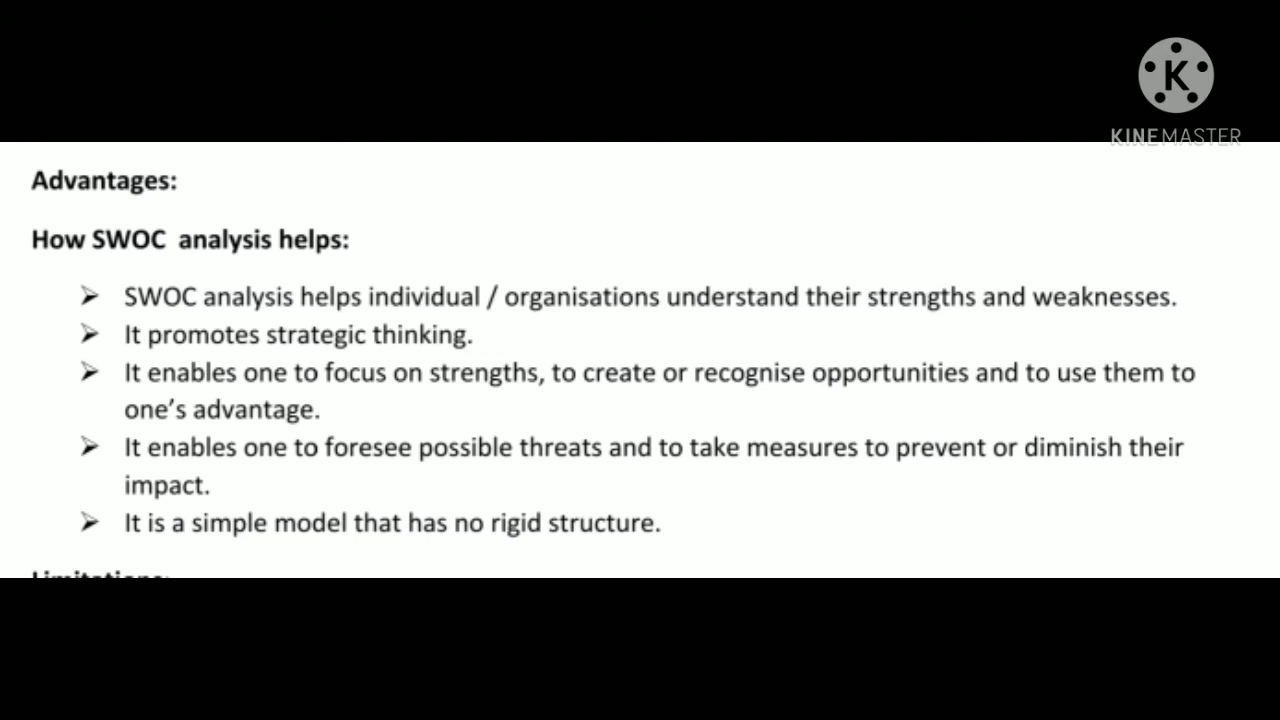 K
KINEMASTER
Advantages:
How SWOC analysis helps:
➢ SWOC analysis helps individual / organisations understand their strengths and weaknesses.
➢ It promotes strategic thinking.
➢ It enables one to focus on strengths, to create or recognise opportunities and to use them to
one’s advantage.
➢ It enables one to foresee possible threats and to take measures to prevent or diminish their
impact.
➢ It is a simple model that has no rigid structure.